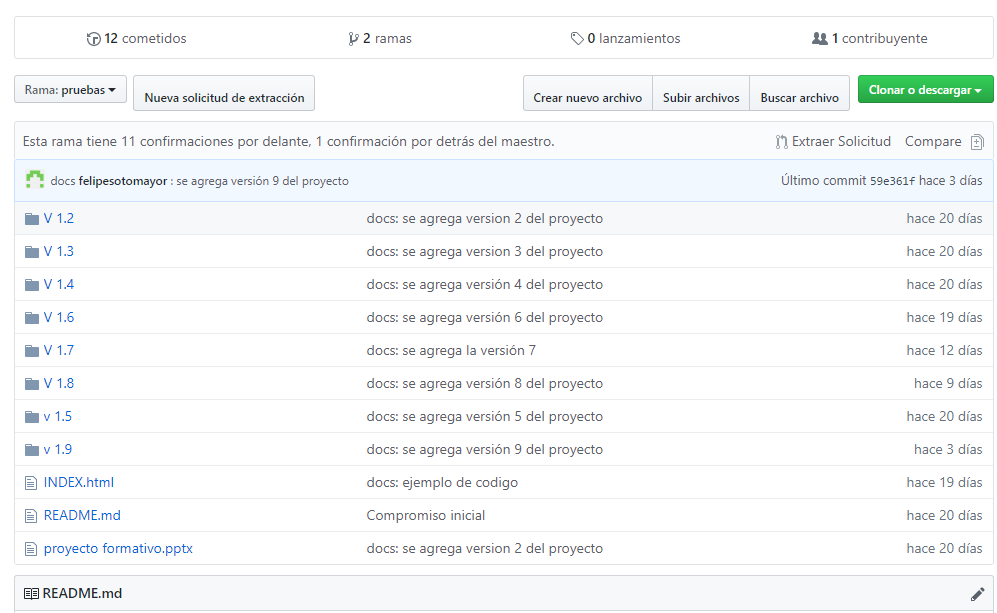 12 cometidos 2 ramas 0 lanzamientos 1 contribuyente
Rama: pruebas Nueva solicitud de extracción Crear nuevo archivo Subir archivos Buscar archivo Clonar o descargar
Esta rama tiene 11 confirmaciones por delante, 1 confirmación por detrás del maestro. Extraer Solicitud Compare
docs felipesotomayor : se agrega versión 9 del proyecto Último commit 59e361f hace 3 días
V 1.2 docs: se agrega version 2 del proyecto hace 20 días
V 1.3 docs: se agrega version 3 del proyecto hace 20 días
V 1.4 docs: se agrega versión 4 del proyecto hace 20 días
V 1.6 docs: se agrega versión 6 del proyecto hace 19 días
V 1.7 docs: se agrega la versión 7 hace 12 días
V 1.8 docs: se agrega versión 8 del proyecto hace 9 días
v 1.5 docs: se agrega versión 5 del proyecto hace 20 días
v 1.9 docs: se agrega versión 9 del proyecto hace 3 días
INDEX.html docs: ejemplo de codigo hace 19 días
README.md Compromiso inicial hace 20 días
proyecto formativo.pptx docs: se agrega version 2 del proyecto hace 20 días
README.md